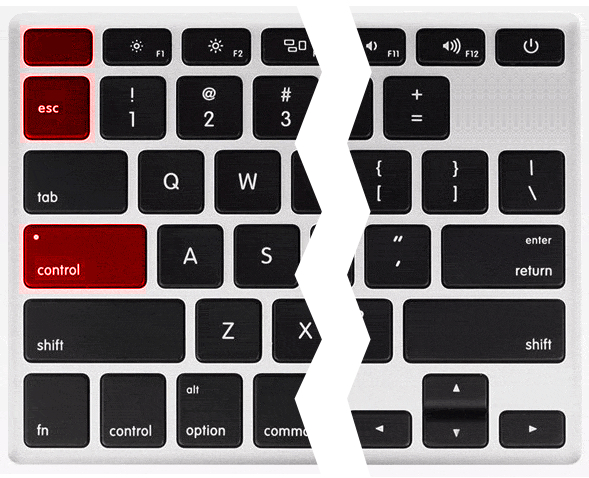 F1 F2 F11 F12
esc ! 1 @ 2 # 3 + =
tab Q W { [ } ] | \
control A S " ' enter return
shift Z X shift
fn control alt option